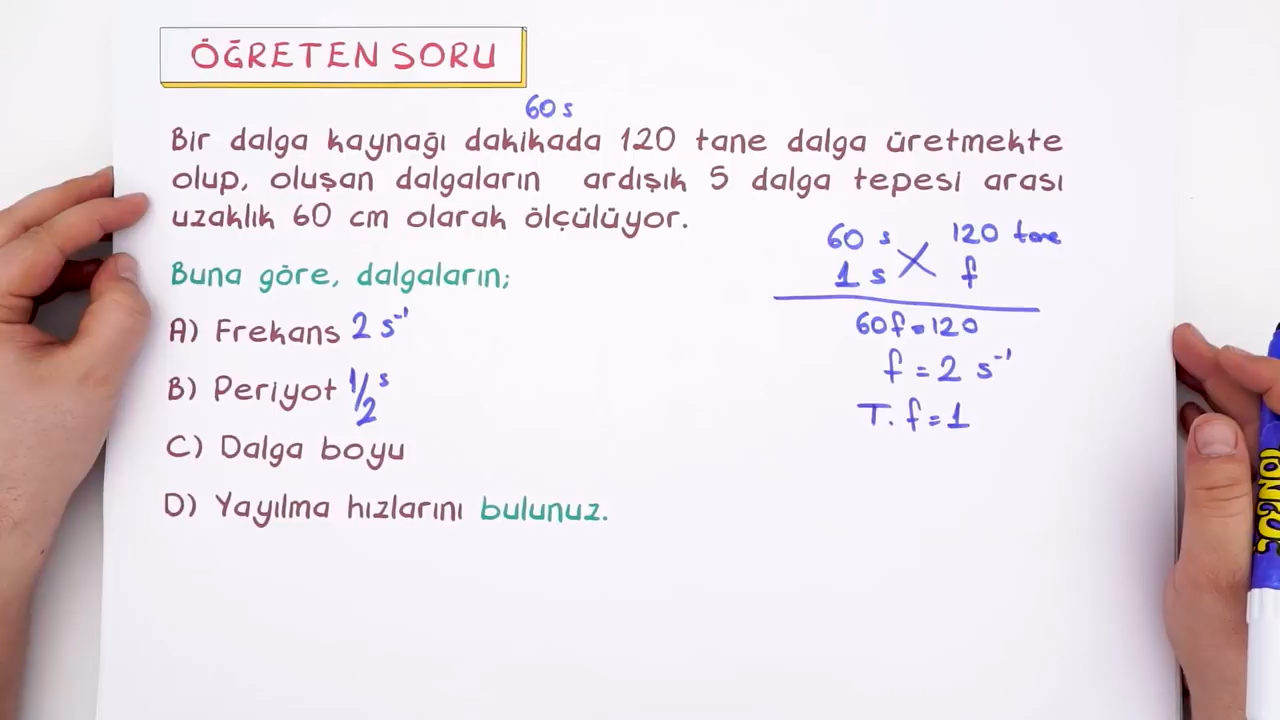 ÖĞRETEN SORU
60 s
Bir dalga kaynağı dakikada 120 tane dalga üretmekte
olup, oluşan dalgaların ardışık 5 dalga tepesi arası
uzaklık 60 cm olarak ölçülüyor.
60 s 120 tane
1 s f
60f=120
f = 2 s⁻¹
T. f = 1
Buna göre, dalgaların;
A) Frekans 2 s⁻¹
B) Periyot 1/2 s
C) Dalga boyu
D) Yayılma hızlarını bulunuz.